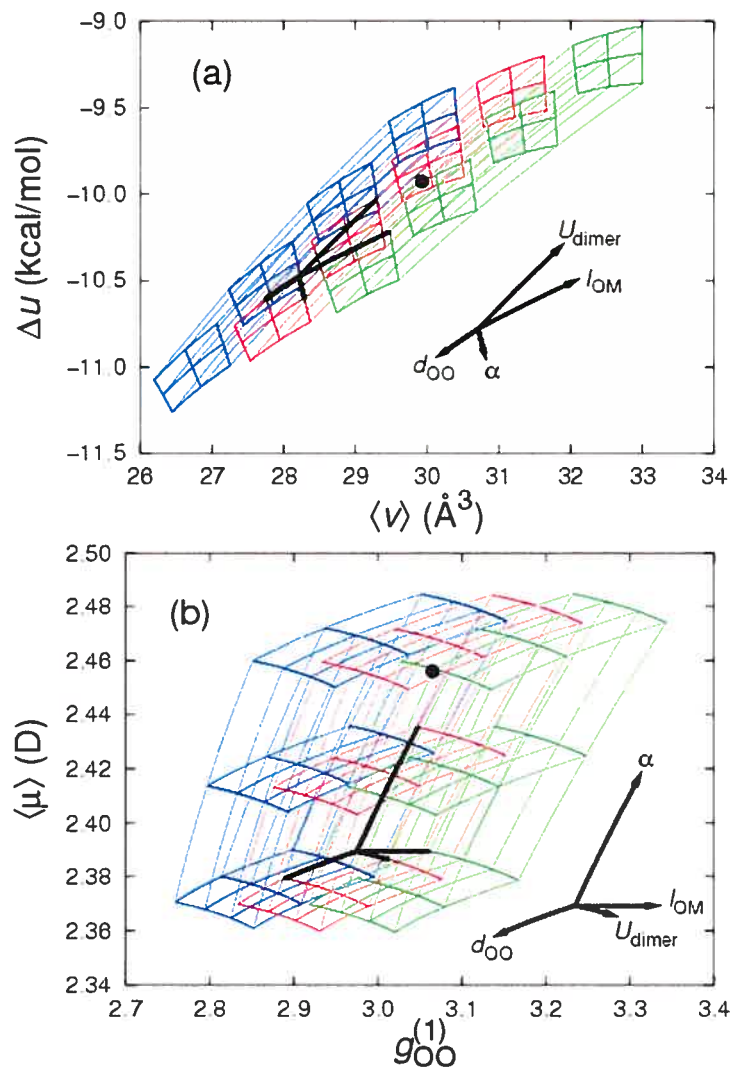 (a)
−9.0
−9.5
−10.0
−10.5
−11.0
−11.5
Δu (kcal/mol)
U_dimer
l_OM
d_OO
α
26 27 28 29 30 31 32 33 34
⟨v⟩ (Å³)
(b)
2.50
2.48
2.46
2.44
2.42
2.40
2.38
2.36
2.34
⟨μ⟩ (D)
α
l_OM
U_dimer
d_OO
2.7 2.8 2.9 3.0 3.1 3.2 3.3 3.4
g_OO^(1)